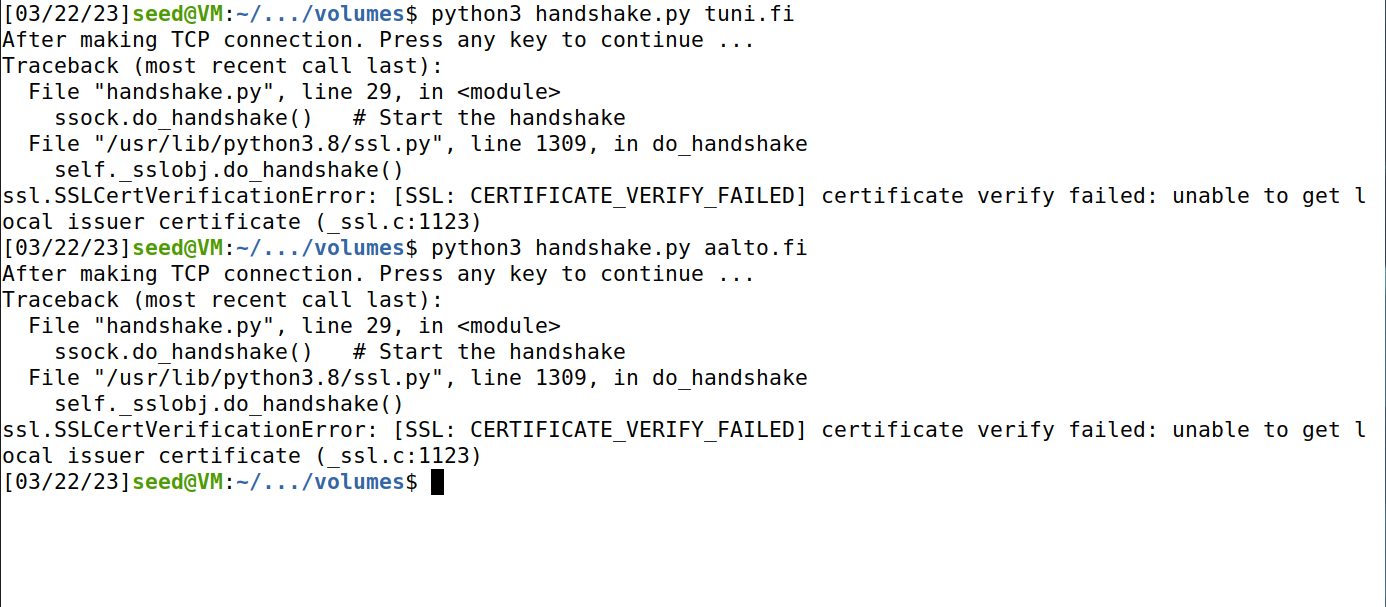 [03/22/23]seed@VM:~/.../volumes$ python3 handshake.py tuni.fi
After making TCP connection. Press any key to continue ...
Traceback (most recent call last):
  File "handshake.py", line 29, in <module>
    ssock.do_handshake()   # Start the handshake
  File "/usr/lib/python3.8/ssl.py", line 1309, in do_handshake
    self._sslobj.do_handshake()
ssl.SSLCertVerificationError: [SSL: CERTIFICATE_VERIFY_FAILED] certificate verify failed: unable to get l
ocal issuer certificate (_ssl.c:1123)
[03/22/23]seed@VM:~/.../volumes$ python3 handshake.py aalto.fi
After making TCP connection. Press any key to continue ...
Traceback (most recent call last):
  File "handshake.py", line 29, in <module>
    ssock.do_handshake()   # Start the handshake
  File "/usr/lib/python3.8/ssl.py", line 1309, in do_handshake
    self._sslobj.do_handshake()
ssl.SSLCertVerificationError: [SSL: CERTIFICATE_VERIFY_FAILED] certificate verify failed: unable to get l
ocal issuer certificate (_ssl.c:1123)
[03/22/23]seed@VM:~/.../volumes$